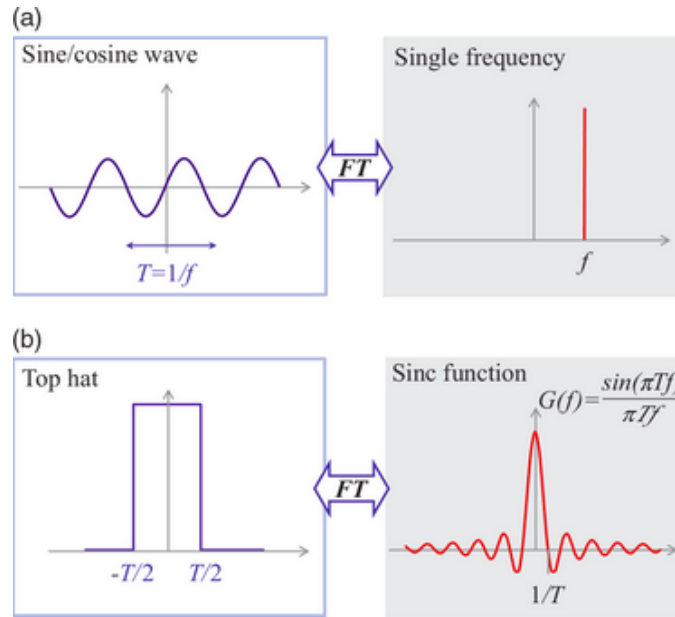 (a)
Sine/cosine wave
Single frequency
FT
T=1/f
f
(b)
Top hat
Sinc function
G(f)=sin(πTf)/πTf
FT
-T/2 T/2
1/T